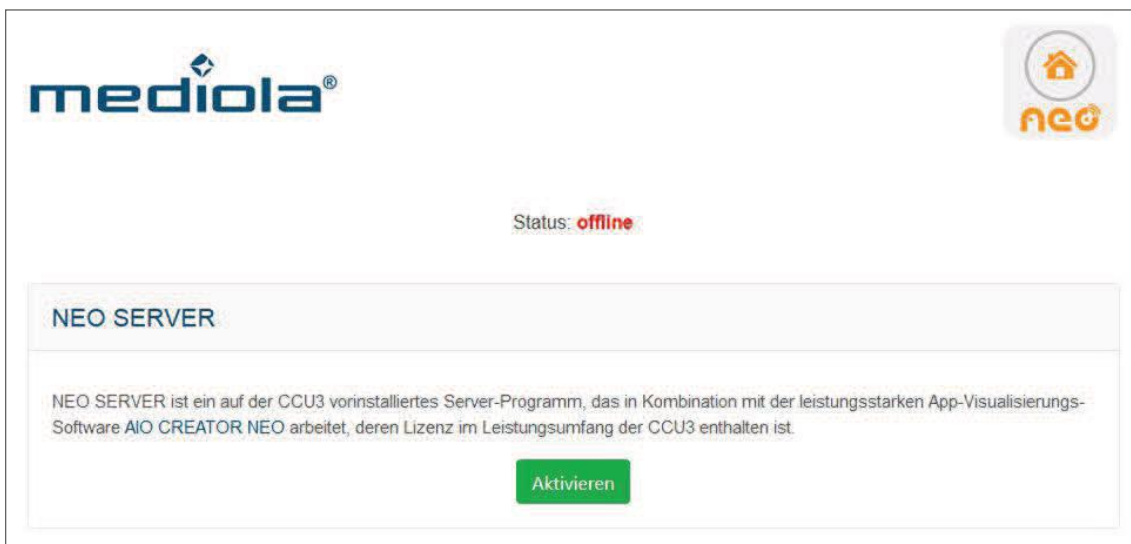 mediola®
neo
Status: offline
NEO SERVER
NEO SERVER ist ein auf der CCU3 vorinstalliertes Server-Programm, das in Kombination mit der leistungsstarken App-Visualisierungs-
Software AIO CREATOR NEO arbeitet, deren Lizenz im Leistungsumfang der CCU3 enthalten ist.
Aktivieren